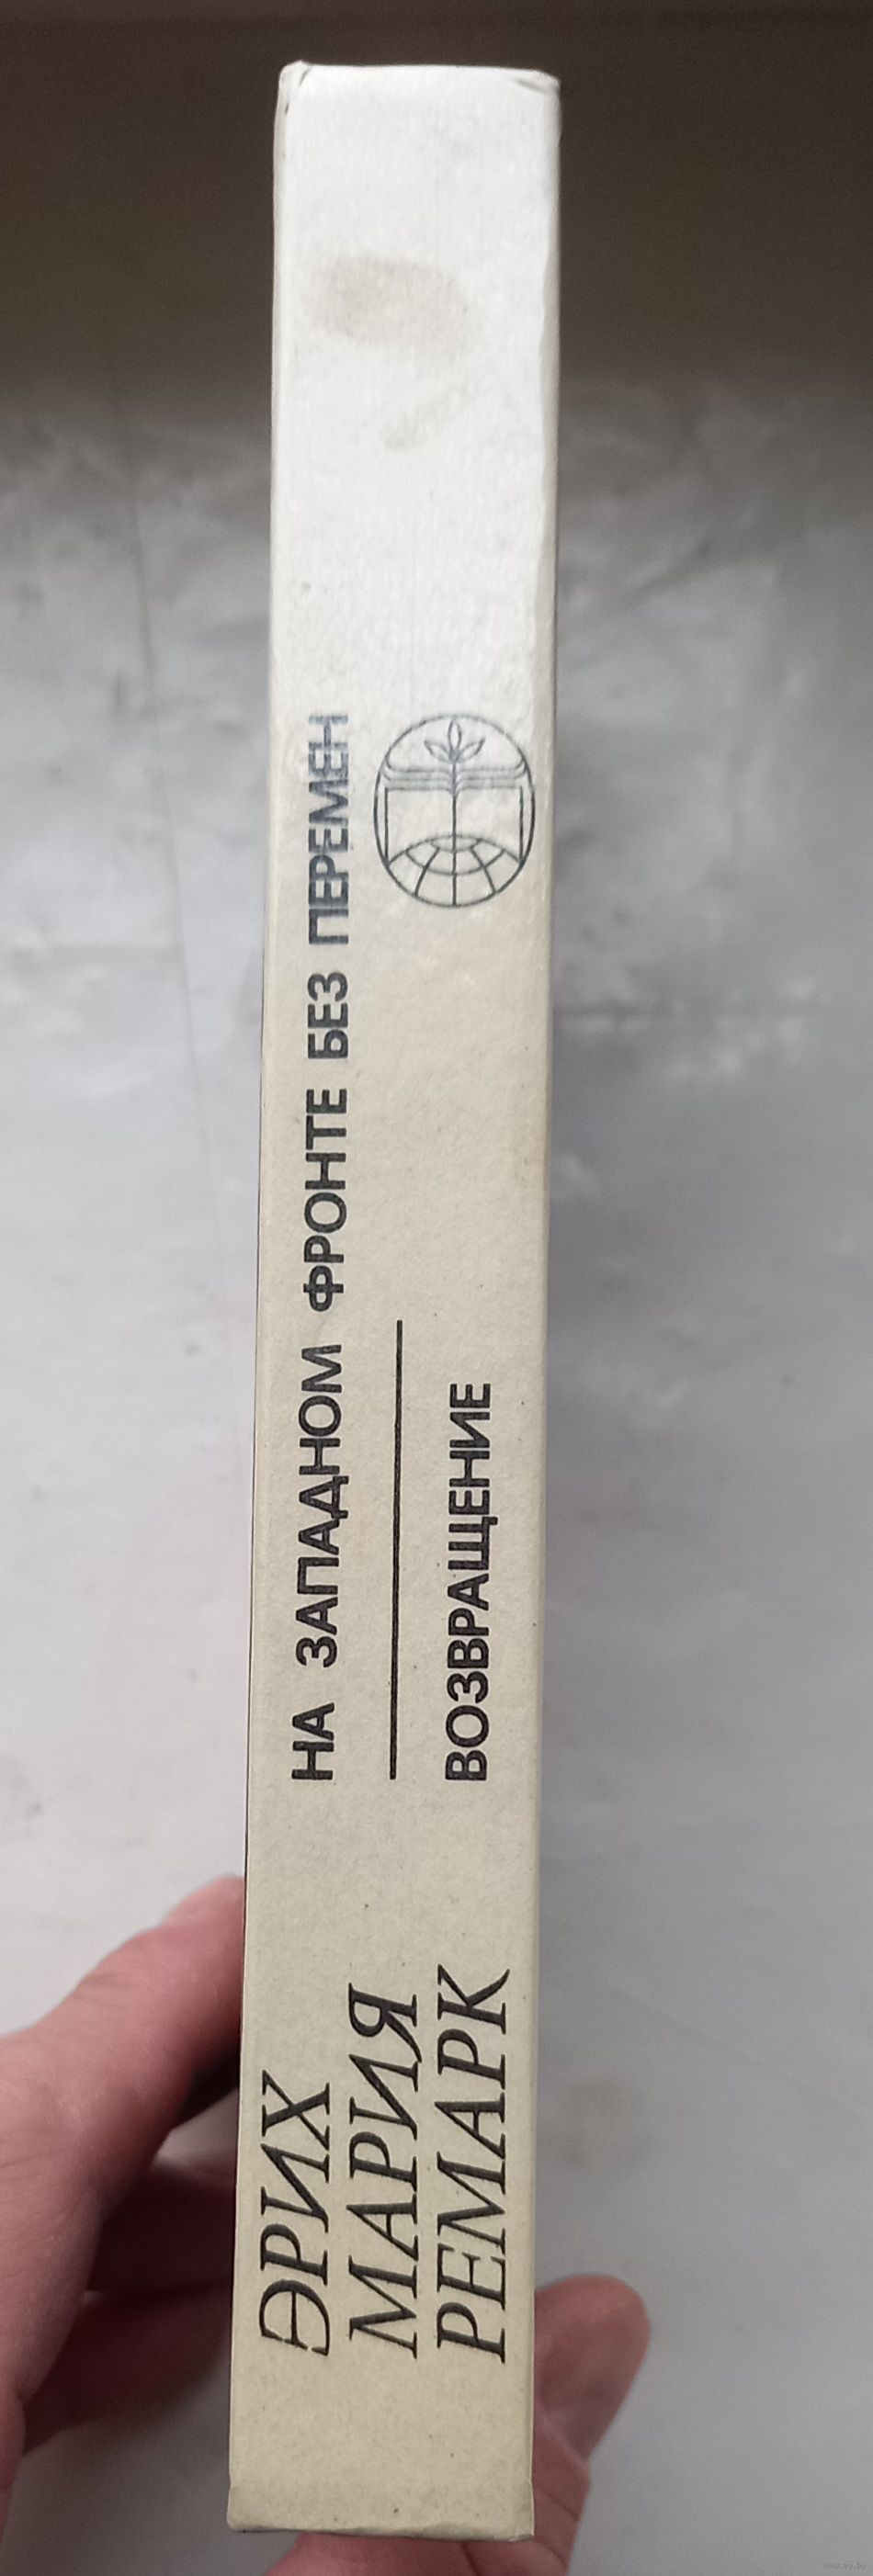 ЭРИХ
МАРИЯ
РЕМАРК
НА ЗАПАДНОМ ФРОНТЕ БЕЗ ПЕРЕМЕН
ВОЗВРАЩЕНИЕ